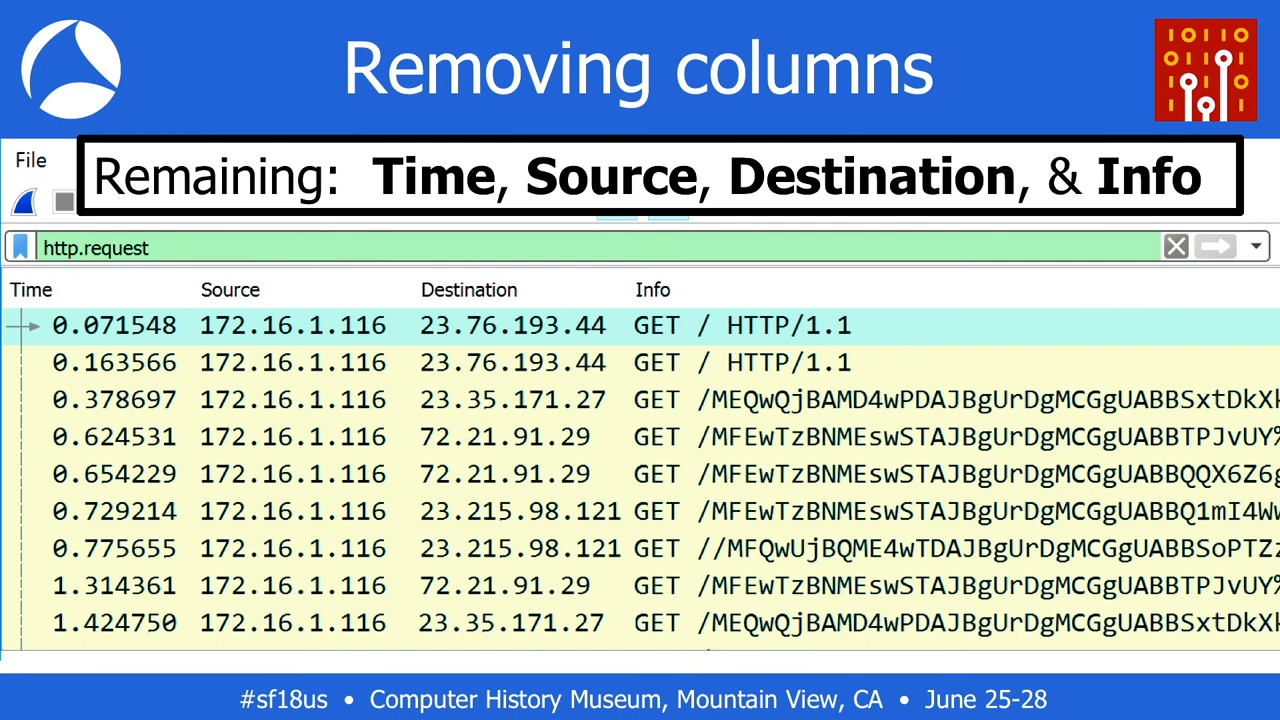 Removing columns
File
Remaining: Time, Source, Destination, & Info
http.request
Time Source Destination Info
0.071548 172.16.1.116 23.76.193.44 GET / HTTP/1.1
0.163566 172.16.1.116 23.76.193.44 GET / HTTP/1.1
0.378697 172.16.1.116 23.35.171.27 GET /MEQwQjBAMD4wPDAJBgUrDgMCGgUABBSxtDkXk
0.624531 172.16.1.116 72.21.91.29 GET /MFEwTzBNMEswSTAJBgUrDgMCGgUABBTPJvUY%
0.654229 172.16.1.116 72.21.91.29 GET /MFEwTzBNMEswSTAJBgUrDgMCGgUABBQQX6Z6g
0.729214 172.16.1.116 23.215.98.121 GET /MFEwTzBNMEswSTAJBgUrDgMCGgUABBQ1mI4Ww
0.775655 172.16.1.116 23.215.98.121 GET //MFQwUjBQME4wTDAJBgUrDgMCGgUABBSoPTZz
1.314361 172.16.1.116 72.21.91.29 GET /MFEwTzBNMEswSTAJBgUrDgMCGgUABBTPJvUY%
1.424750 172.16.1.116 23.35.171.27 GET /MEQwQjBAMD4wPDAJBgUrDgMCGgUABBSxtDkXk
#sf18us • Computer History Museum, Mountain View, CA • June 25-28